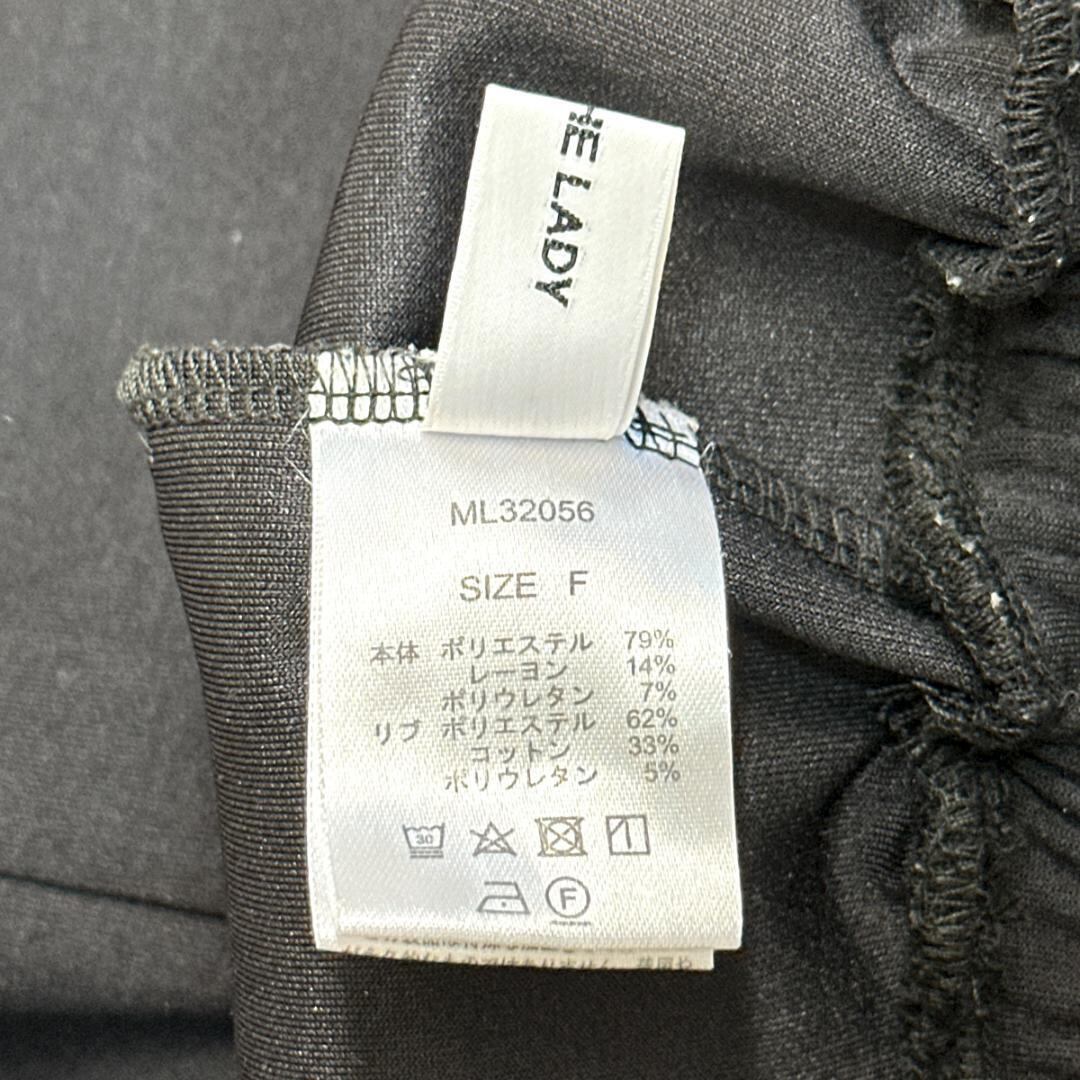 HE LADY
ML32056
SIZE F
本体 ポリエステル 79%
レーヨン 14%
ポリウレタン 7%
リブ ポリエステル 62%
コットン 33%
ポリウレタン 5%
30
F